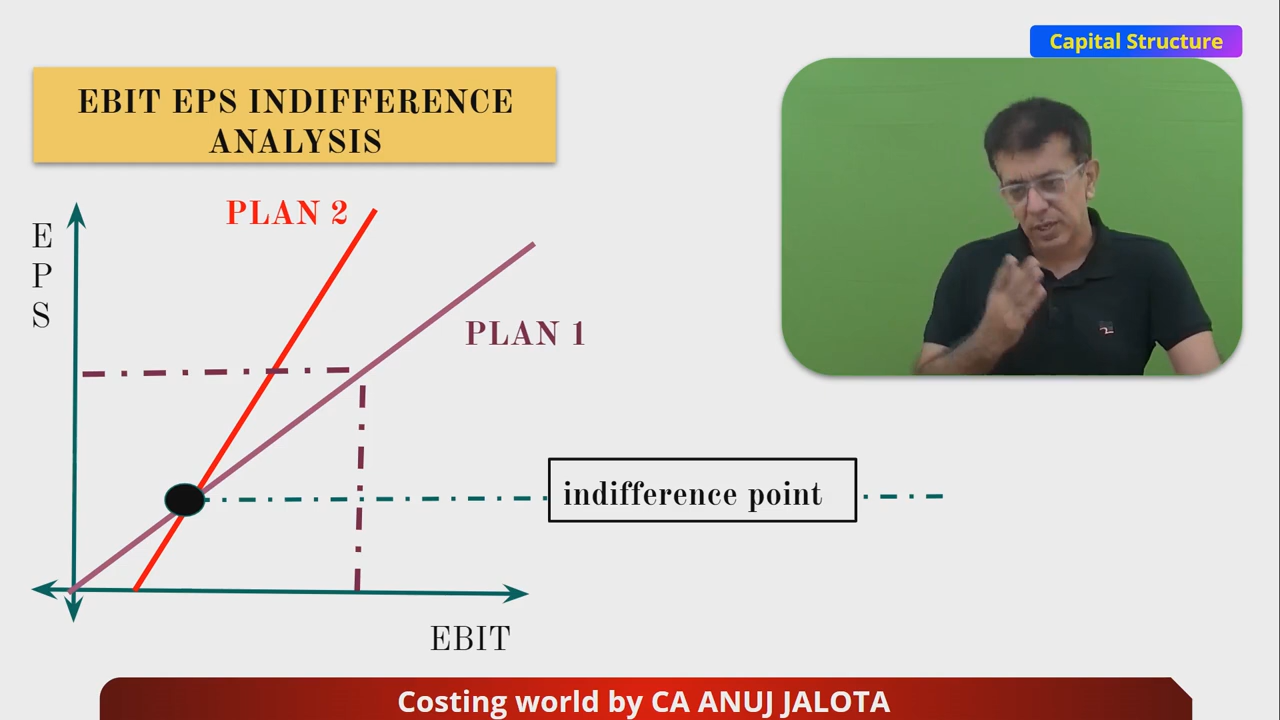 Capital Structure
EBIT EPS INDIFFERENCE
ANALYSIS
PLAN 2
E
P
S
PLAN 1
indifference point
EBIT
Costing world by CA ANUJ JALOTA